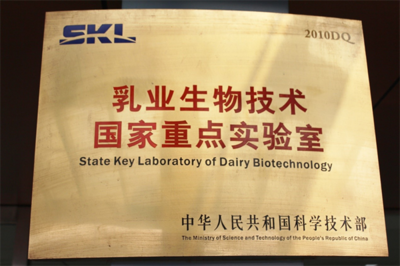 SKL
2010DQ
乳业生物技术
国家重点实验室
State Key Laboratory of Dairy Biotechnology
中华人民共和国科学技术部
The Ministry of Science and Technology of the People's Republic of China